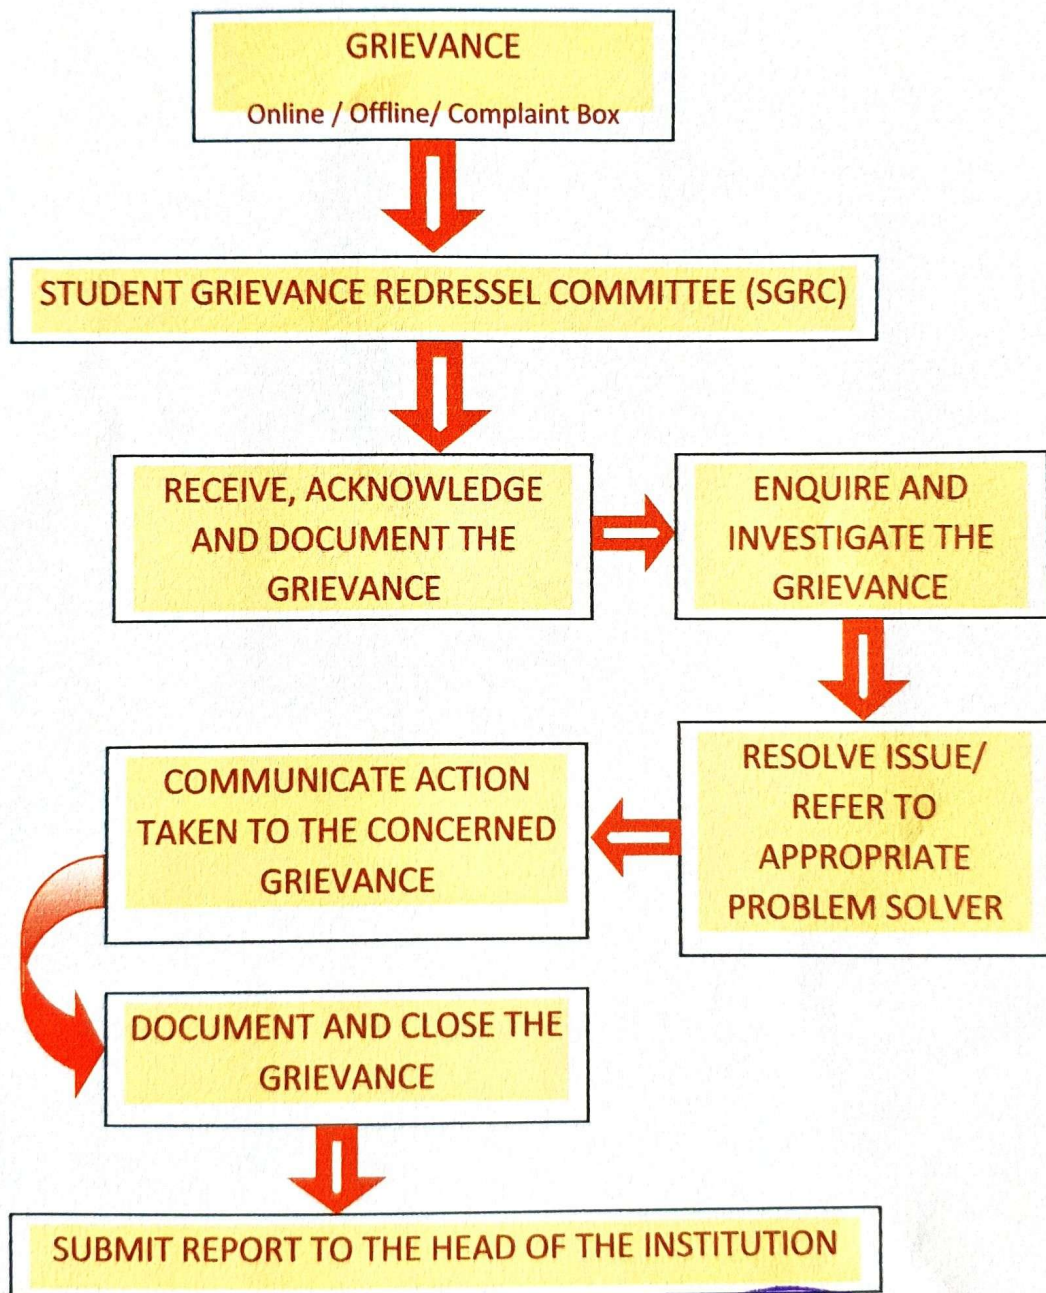 GRIEVANCE
Online / Offline/ Complaint Box
STUDENT GRIEVANCE REDRESSEL COMMITTEE (SGRC)
RECEIVE, ACKNOWLEDGE
AND DOCUMENT THE
GRIEVANCE
ENQUIRE AND
INVESTIGATE THE
GRIEVANCE
RESOLVE ISSUE/
REFER TO
APPROPRIATE
PROBLEM SOLVER
COMMUNICATE ACTION
TAKEN TO THE CONCERNED
GRIEVANCE
DOCUMENT AND CLOSE THE
GRIEVANCE
SUBMIT REPORT TO THE HEAD OF THE INSTITUTION